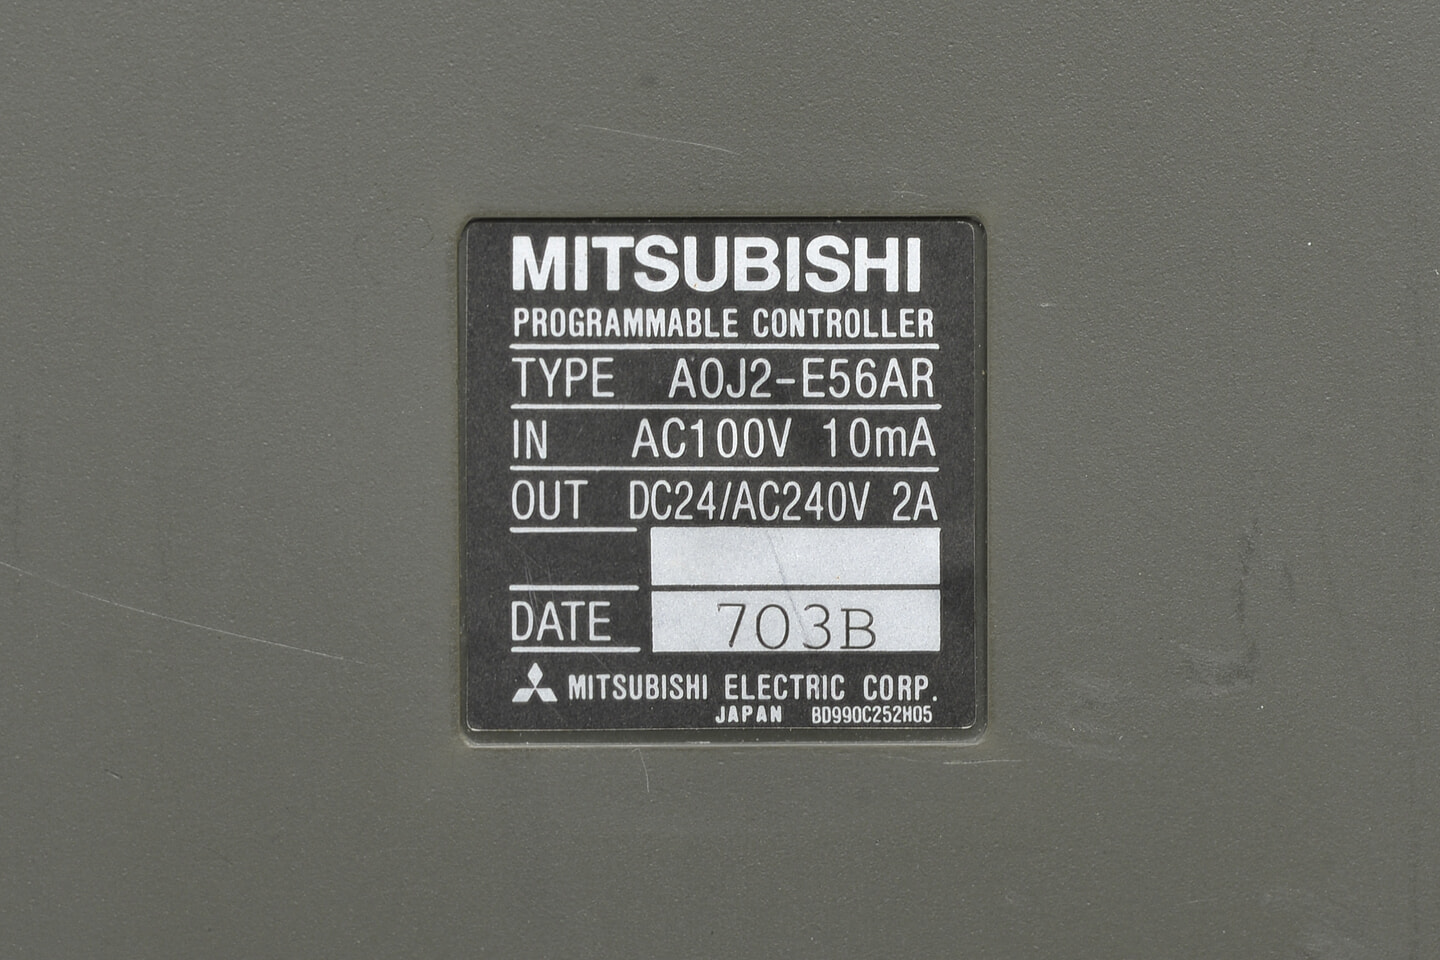 MITSUBISHI
PROGRAMMABLE CONTROLLER
TYPE A0J2-E56AR
IN AC100V 10mA
OUT DC24/AC240V 2A
DATE 703B
MITSUBISHI ELECTRIC CORP.
JAPAN BD990C252H05